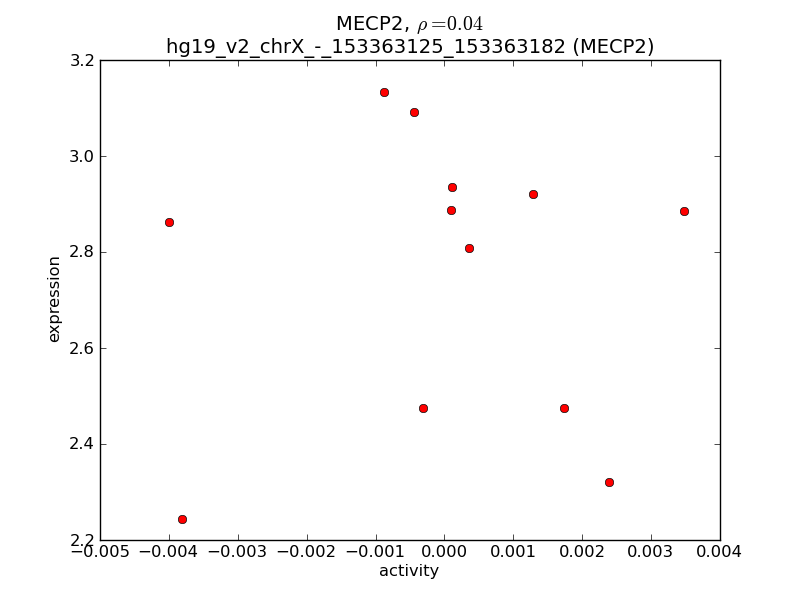 MECP2, ρ=0.04
hg19_v2_chrX_-_153363125_153363182 (MECP2)
3.2
3.0
2.8
2.6
2.4
2.2
expression
−0.005 −0.004 −0.003 −0.002 −0.001 0.000 0.001 0.002 0.003 0.004
activity